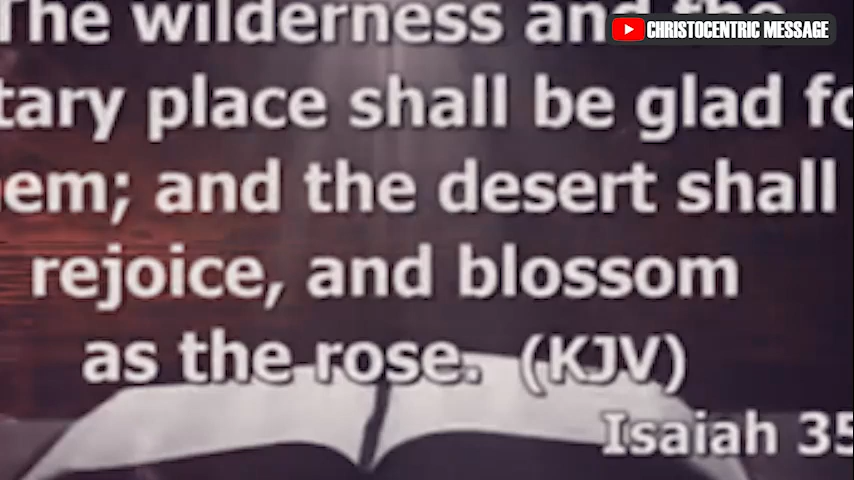 The wilderness and the
CHRISTOCENTRIC MESSAGE
tary place shall be glad fo
em; and the desert shall
rejoice, and blossom
as the rose. (KJV)
Isaiah 35